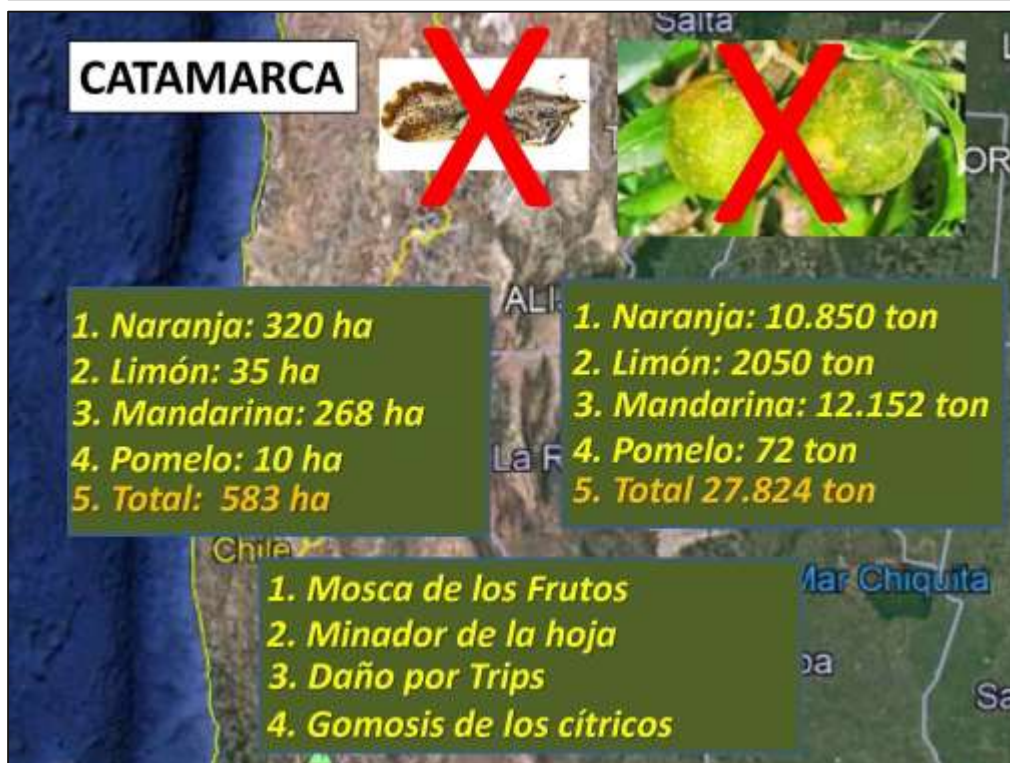 Salta
CATAMARCA
1. Naranja: 320 ha
2. Limón: 35 ha
3. Mandarina: 268 ha
4. Pomelo: 10 ha
5. Total: 583 ha
1. Naranja: 10.850 ton
2. Limón: 2050 ton
3. Mandarina: 12.152 ton
4. Pomelo: 72 ton
5. Total 27.824 ton
La R
Chile
Mar Chiquita
1. Mosca de los Frutos
2. Minador de la hoja
3. Daño por Trips
4. Gomosis de los cítricos